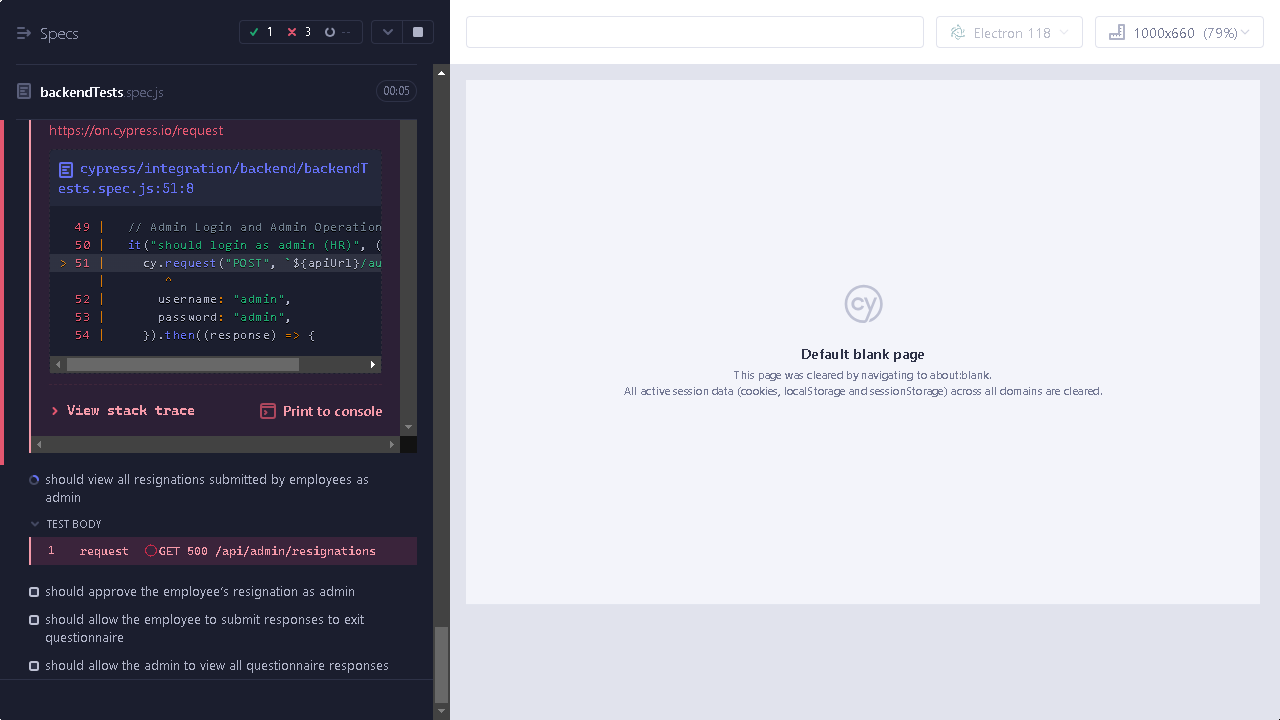 Specs
1
3
--
Electron 118
1000x660 (79%)
backendTests.spec.js
00:05
https://on.cypress.io/request
cypress/integration/backend/backendT
ests.spec.js:51:8
49 | // Admin Login and Admin Operation
50 | it("should login as admin (HR)", (
> 51 | cy.request("POST", `${apiUrl}/au
| ^
52 | username: "admin",
53 | password: "admin",
54 | }).then((response) => {
> View stack trace
Print to console
should view all resignations submitted by employees as
admin
TEST BODY
1 request GET 500 /api/admin/resignations
should approve the employee's resignation as admin
should allow the employee to submit responses to exit
questionnaire
should allow the admin to view all questionnaire responses
cy
Default blank page
This page was cleared by navigating to about:blank.
All active session data (cookies, localStorage and sessionStorage) across all domains are cleared.